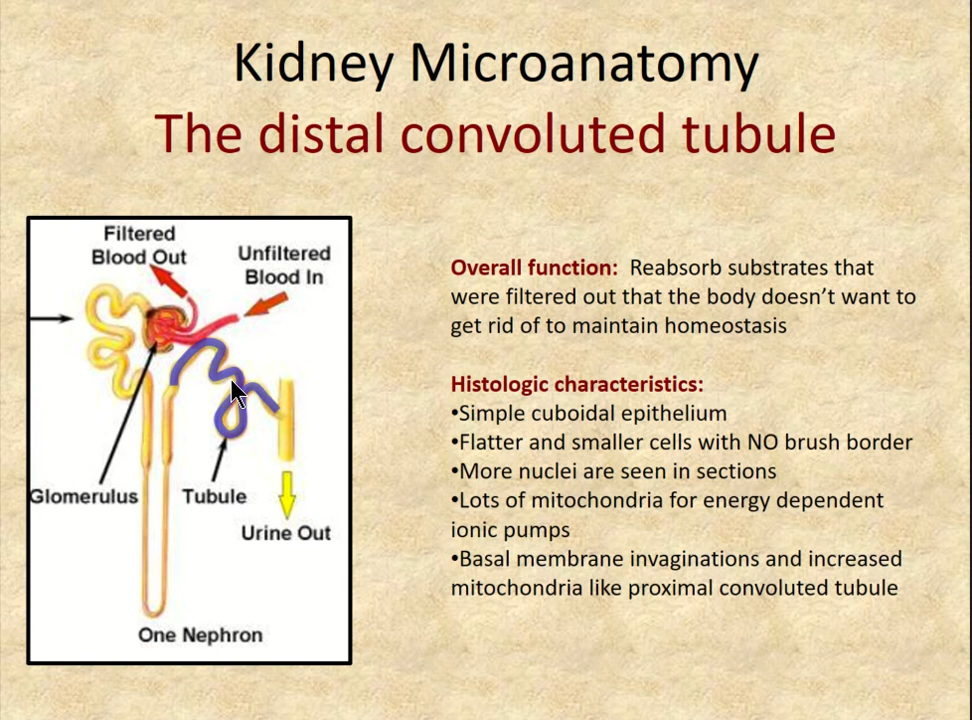 Kidney Microanatomy
The distal convoluted tubule
Filtered
Blood Out
Unfiltered
Blood In
Glomerulus
Tubule
Urine Out
One Nephron
Overall function: Reabsorb substrates that
were filtered out that the body doesn’t want to
get rid of to maintain homeostasis
Histologic characteristics:
•Simple cuboidal epithelium
•Flatter and smaller cells with NO brush border
•More nuclei are seen in sections
•Lots of mitochondria for energy dependent
ionic pumps
•Basal membrane invaginations and increased
mitochondria like proximal convoluted tubule